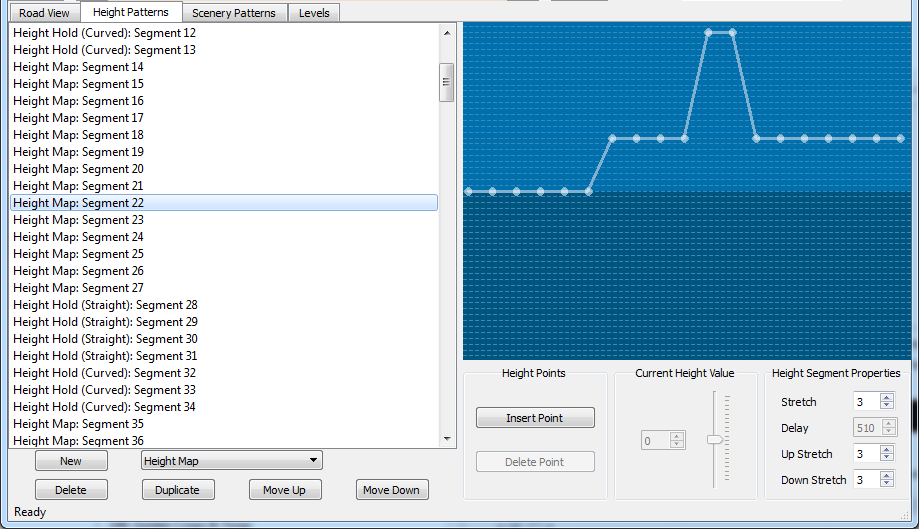 Road View Height Patterns Scenery Patterns Levels
Height Hold (Curved): Segment 12
Height Hold (Curved): Segment 13
Height Map: Segment 14
Height Map: Segment 15
Height Map: Segment 16
Height Map: Segment 17
Height Map: Segment 18
Height Map: Segment 19
Height Map: Segment 20
Height Map: Segment 21
Height Map: Segment 22
Height Map: Segment 23
Height Map: Segment 24
Height Map: Segment 25
Height Map: Segment 26
Height Map: Segment 27
Height Hold (Straight): Segment 28
Height Hold (Straight): Segment 29
Height Hold (Straight): Segment 30
Height Hold (Straight): Segment 31
Height Hold (Curved): Segment 32
Height Hold (Curved): Segment 33
Height Hold (Curved): Segment 34
Height Map: Segment 35
Height Map: Segment 36
New Height Map
Delete Duplicate Move Up Move Down
Height Points
Insert Point
Delete Point
Current Height Value
0
Height Segment Properties
Stretch 3
Delay 510
Up Stretch 3
Down Stretch 3
Ready